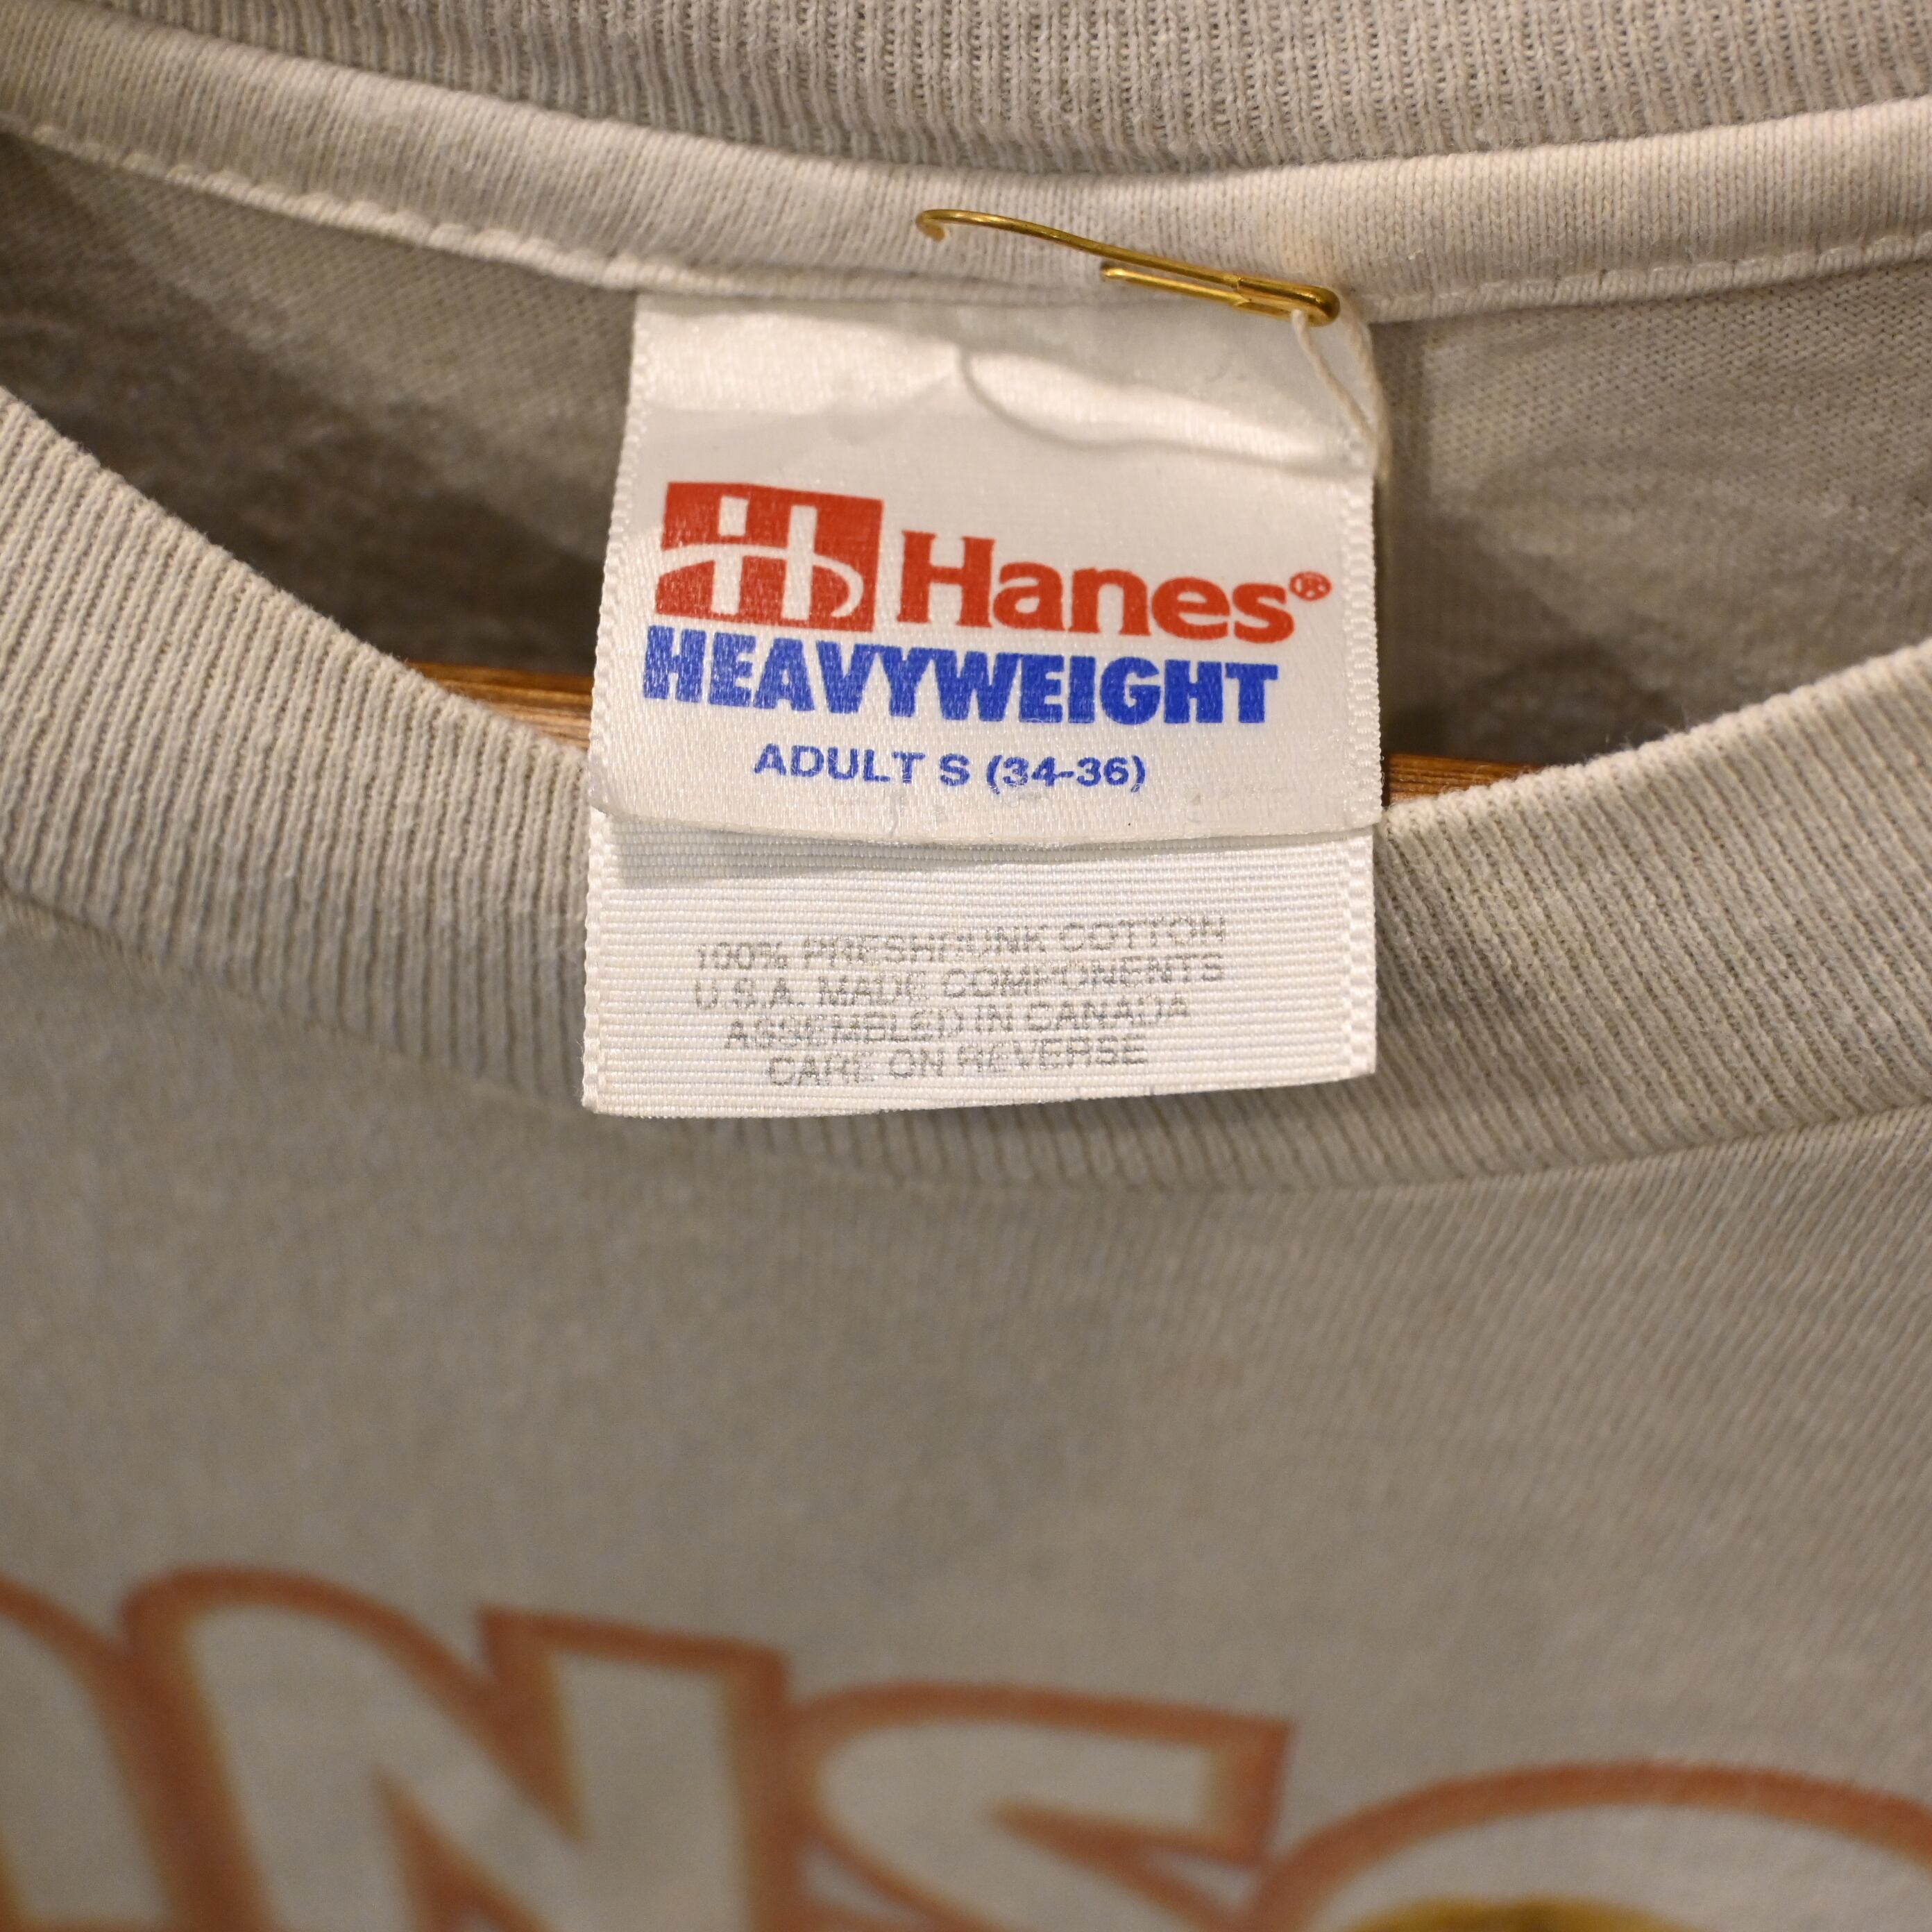 Hanes®
HEAVYWEIGHT
ADULT S (34-36)
100% PRESHRUNK COTTON
U.S.A. MADE COMPONENTS
ASSEMBLED IN CANADA
CARE ON REVERSE